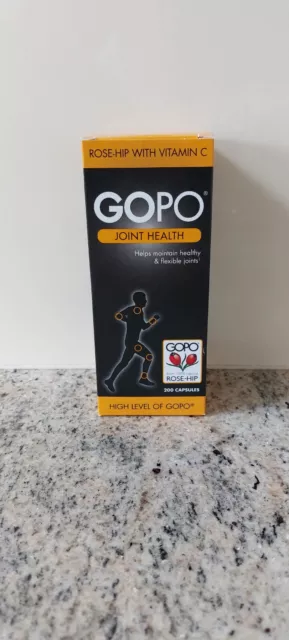 ROSE-HIP WITH VITAMIN C
GOPO®
JOINT HEALTH
Helps maintain healthy
& flexible joints¹
GOPO
ROSE-HIP
200 CAPSULES
HIGH LEVEL OF GOPO®